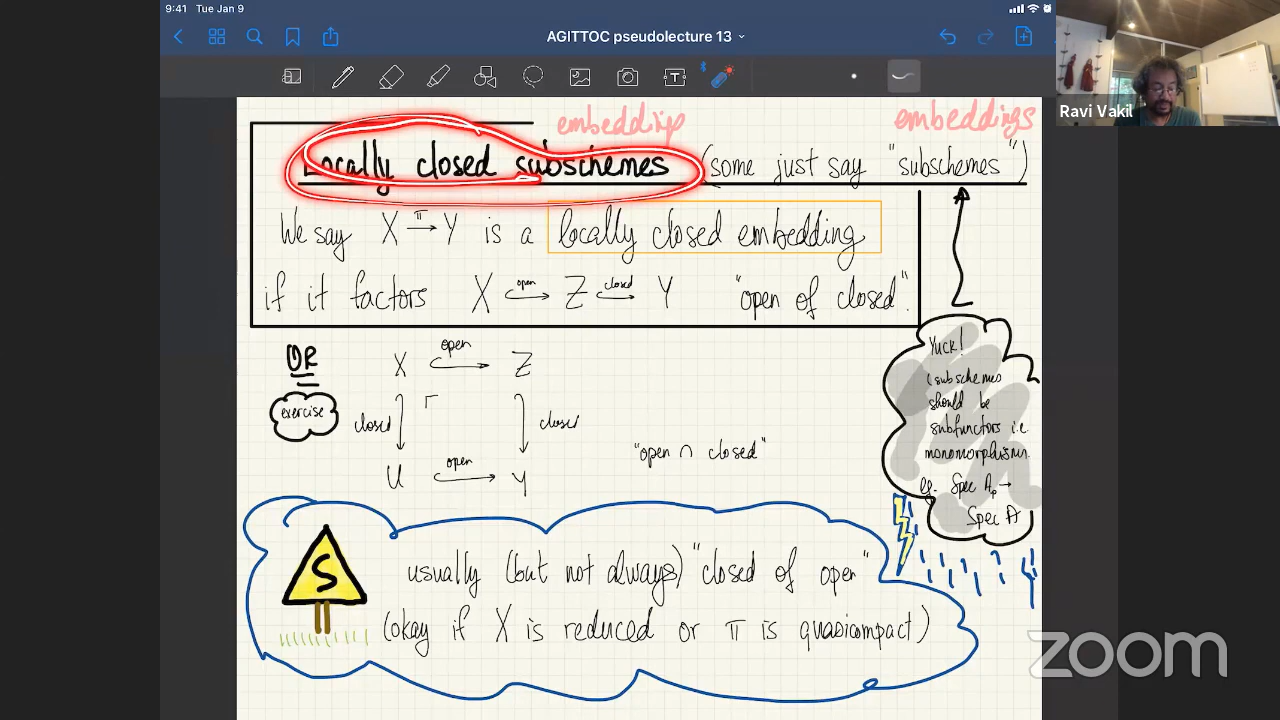 9:41 Tue Jan 9
AGITTOC pseudolecture 13
Ravi Vakil
embedding embeddings
Locally closed subschemes (some just say "subschemes")
We say X π→ Y is a locally closed embedding
if it factors X open↪ Z closed↪ Y "open of closed".
OR
exercise
X open↪ Z
closed closed
U open↪ Y
"open ∩ closed"
Yuck!
(subschemes
should be
subfunctors i.e.
monomorphisms.
eg. Spec Ap →
Spec A
S
usually (but not always) "closed of open"
(okay if X is reduced or π is quasicompact)
zoom